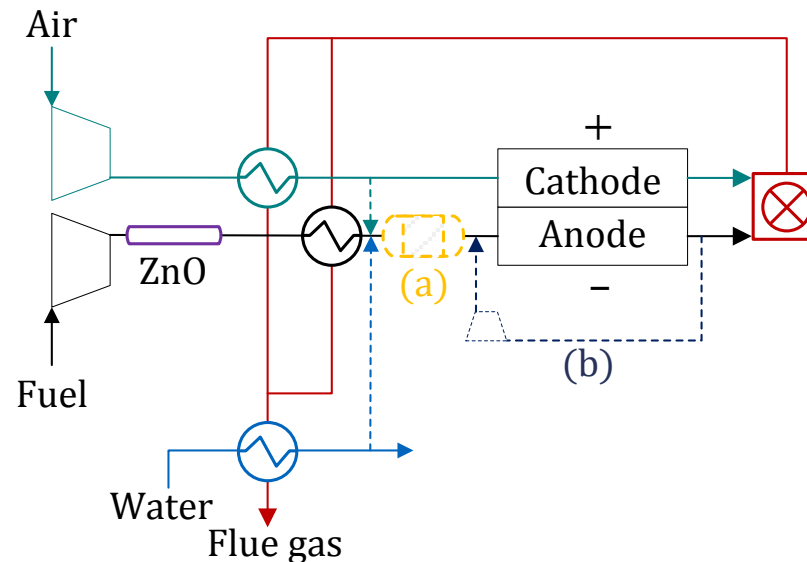 Air
+
Cathode
Anode
ZnO
(a)
−
Fuel
(b)
Water
Flue gas